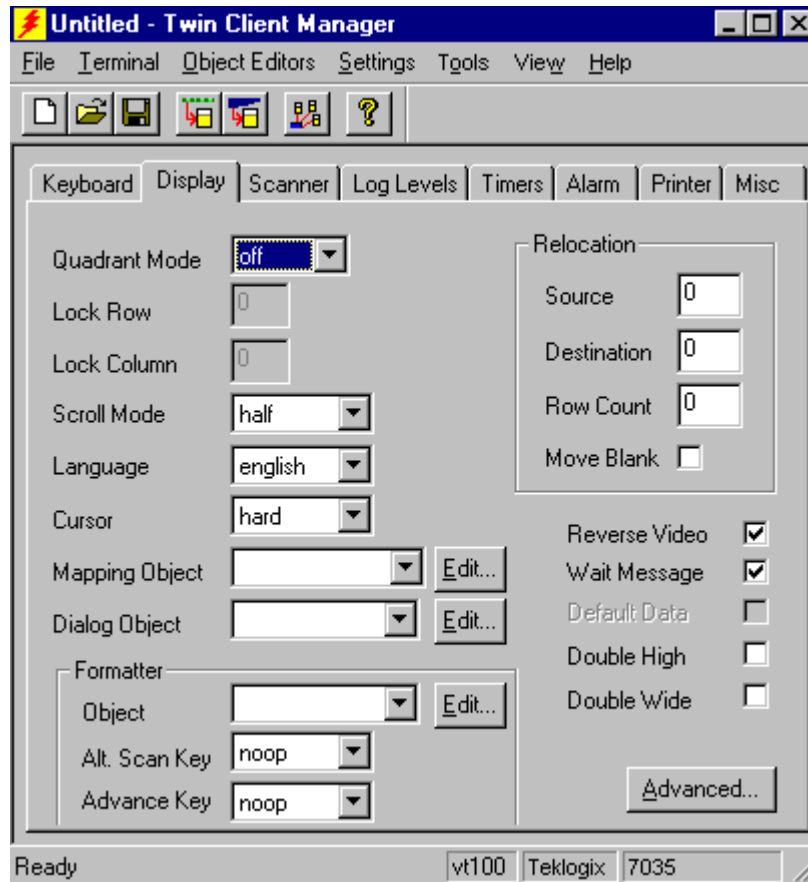 Untitled - Twin Client Manager
File Terminal Object Editors Settings Tools View Help
Keyboard Display Scanner Log Levels Timers Alarm Printer Misc
Quadrant Mode off
Lock Row 0
Lock Column 0
Scroll Mode half
Language english
Cursor hard
Mapping Object Edit...
Dialog Object Edit...
Formatter
Object Edit...
Alt. Scan Key noop
Advance Key noop
Relocation
Source 0
Destination 0
Row Count 0
Move Blank
Reverse Video
Wait Message
Default Data
Double High
Double Wide
Advanced...
Ready vt100 Teklogix 7035